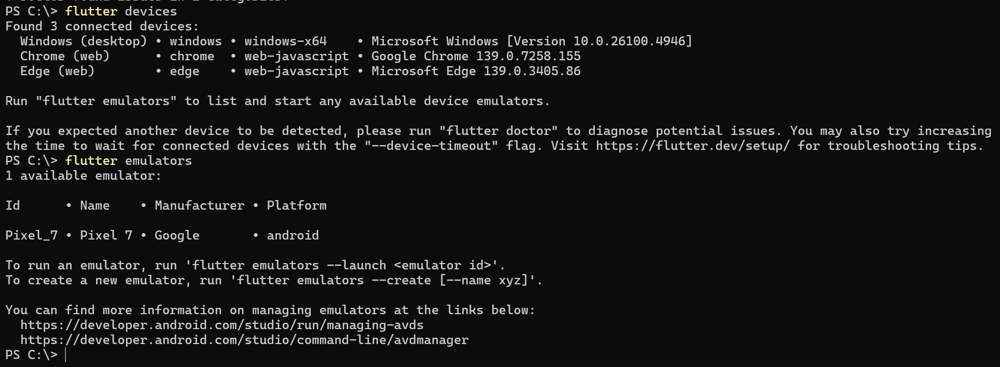 PS C:\> flutter devices
Found 3 connected devices:
  Windows (desktop) • windows • windows-x64    • Microsoft Windows [Version 10.0.26100.4946]
  Chrome (web)      • chrome  • web-javascript • Google Chrome 139.0.7258.155
  Edge (web)        • edge    • web-javascript • Microsoft Edge 139.0.3405.86

Run "flutter emulators" to list and start any available device emulators.

If you expected another device to be detected, please run "flutter doctor" to diagnose potential issues. You may also try increasing
the time to wait for connected devices with the "--device-timeout" flag. Visit https://flutter.dev/setup/ for troubleshooting tips.
PS C:\> flutter emulators
1 available emulator:

Id      • Name    • Manufacturer • Platform

Pixel_7 • Pixel 7 • Google       • android

To run an emulator, run 'flutter emulators --launch <emulator id>'.
To create a new emulator, run 'flutter emulators --create [--name xyz]'.

You can find more information on managing emulators at the links below:
  https://developer.android.com/studio/run/managing-avds
  https://developer.android.com/studio/command-line/avdmanager
PS C:\>